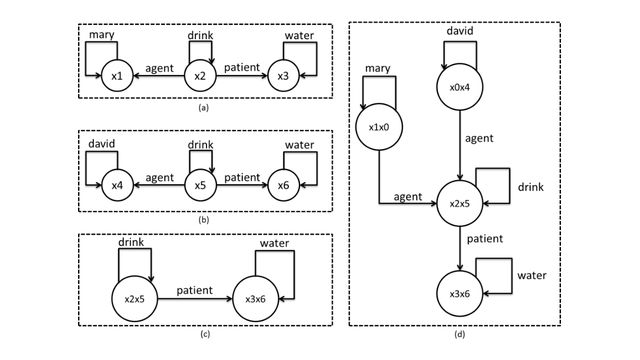 mary
drink
water
x1
agent
x2
patient
x3
(a)
david
drink
water
x4
agent
x5
patient
x6
(b)
drink
water
x2x5
patient
x3x6
(c)
david
x0x4
mary
x1x0
agent
drink
agent
x2x5
patient
water
x3x6
(d)